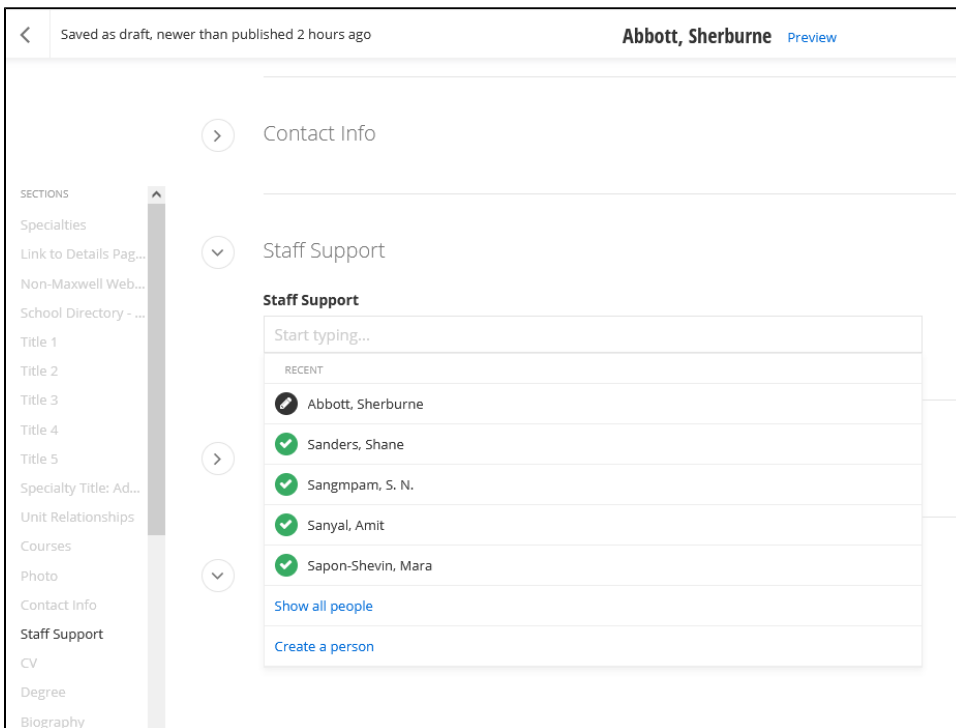 Saved as draft, newer than published 2 hours ago
Abbott, Sherburne Preview
Contact Info
SECTIONS
Specialties
Link to Details Pag...
Non-Maxwell Web...
School Directory - ...
Title 1
Title 2
Title 3
Title 4
Title 5
Specialty Title: Ad...
Unit Relationships
Courses
Photo
Contact Info
Staff Support
CV
Degree
Biography
Staff Support
Staff Support
Start typing...
RECENT
Abbott, Sherburne
Sanders, Shane
Sangmpam, S. N.
Sanyal, Amit
Sapon-Shevin, Mara
Show all people
Create a person